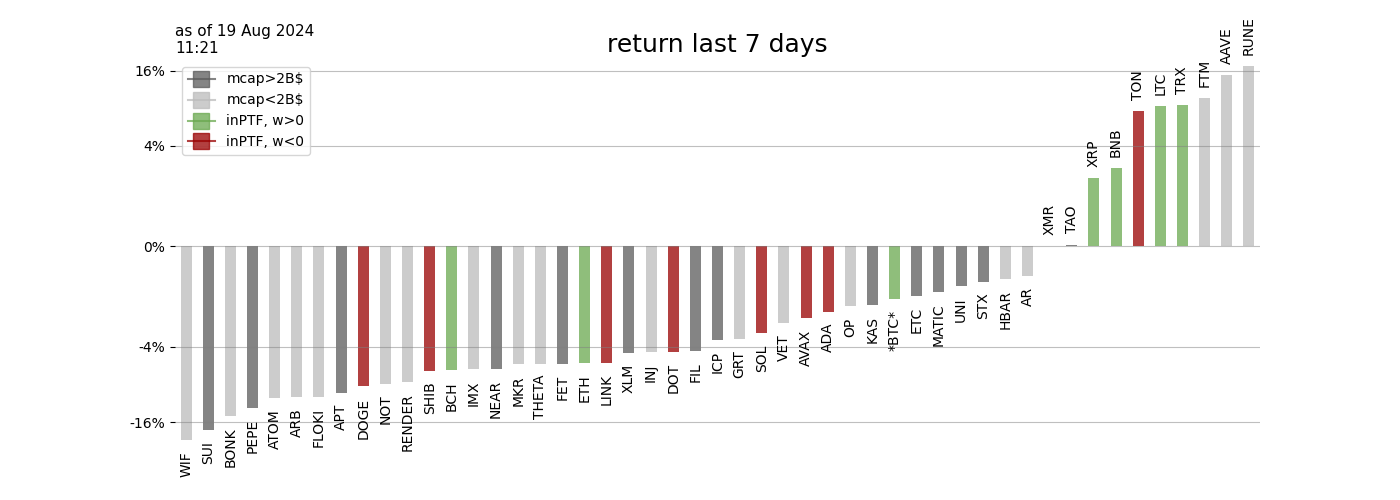 as of 19 Aug 2024
11:21
return last 7 days
mcap>2B$
mcap<2B$
inPTF, w>0
inPTF, w<0
16%
4%
0%
-4%
-16%
WIF
SUI
BONK
PEPE
ATOM
ARB
FLOKI
APT
DOGE
NOT
RENDER
SHIB
BCH
IMX
NEAR
MKR
THETA
FET
ETH
LINK
XLM
INJ
DOT
FIL
ICP
GRT
SOL
VET
AVAX
ADA
OP
KAS
*BTC*
ETC
MATIC
UNI
STX
HBAR
AR
XMR
TAO
XRP
BNB
TON
LTC
TRX
FTM
AAVE
RUNE